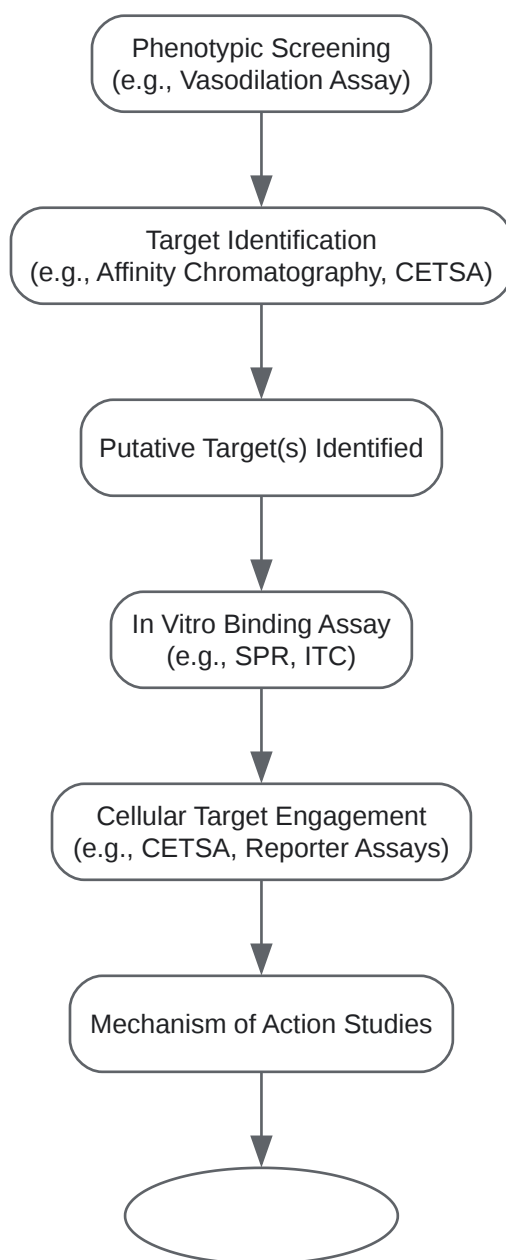 Phenotypic Screening
(e.g., Vasodilation Assay)
Target Identification
(e.g., Affinity Chromatography, CETSA)
Putative Target(s) Identified
In Vitro Binding Assay
(e.g., SPR, ITC)
Cellular Target Engagement
(e.g., CETSA, Reporter Assays)
Mechanism of Action Studies